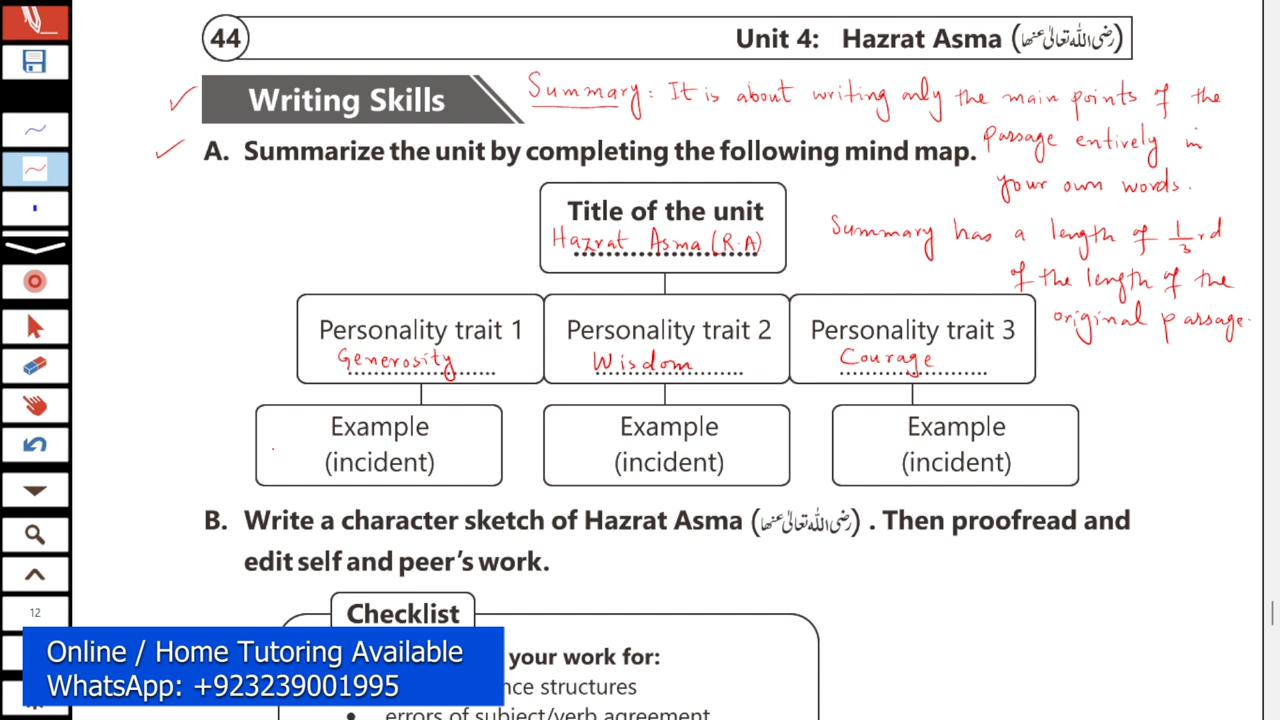 44
Unit 4: Hazrat Asma (رضی اللہ تعالیٰ عنہا)
Writing Skills
Summary: It is about writing only the main points of the
passage entirely in
your own words.
A. Summarize the unit by completing the following mind map.
Title of the unit
Hazrat Asma (R.A)
Summary has a length of 1/3rd
of the length of the
original passage.
Personality trait 1
Generosity
Personality trait 2
Wisdom
Personality trait 3
Courage
Example
(incident)
Example
(incident)
Example
(incident)
B. Write a character sketch of Hazrat Asma (رضی اللہ تعالیٰ عنہا) . Then proofread and
edit self and peer's work.
Checklist
your work for:
nce structures
• errors of subject/verb agreement
12
Online / Home Tutoring Available
WhatsApp: +923239001995